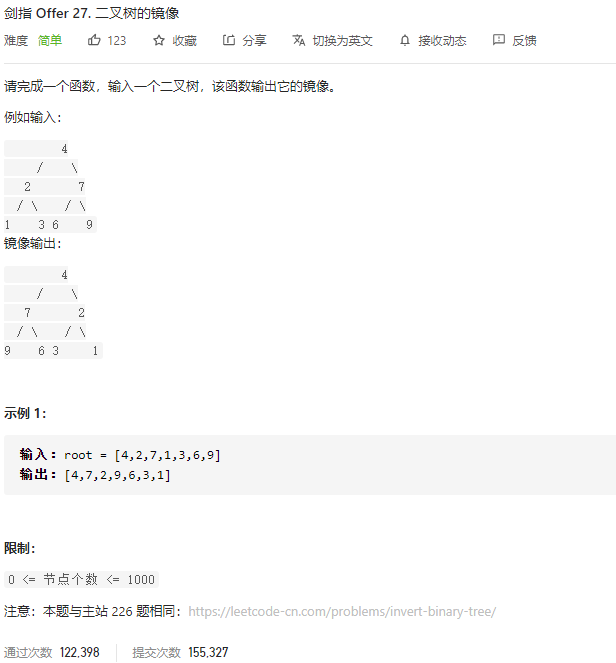 剑指 Offer 27. 二叉树的镜像
难度 简单 123 收藏 分享 切换为英文 接收动态 反馈
请完成一个函数，输入一个二叉树，该函数输出它的镜像。
例如输入：
4
/ \
2 7
/ \ / \
1 3 6 9
镜像输出：
4
/ \
7 2
/ \ / \
9 6 3 1
示例 1：
输入：root = [4,2,7,1,3,6,9]
输出：[4,7,2,9,6,3,1]
限制：
0 <= 节点个数 <= 1000
注意：本题与主站 226 题相同：https://leetcode-cn.com/problems/invert-binary-tree/
通过次数 122,398 提交次数 155,327